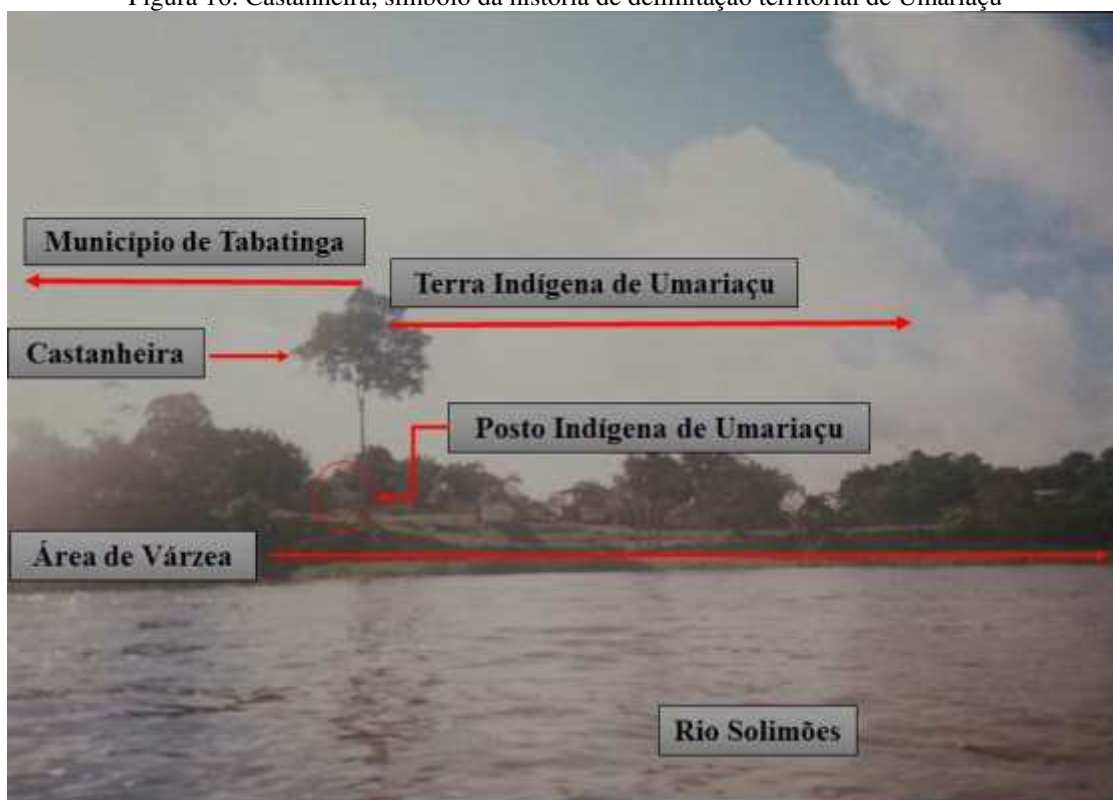 Figura 16: Castanheira, símbolo da história de delimitação territorial de Umariaçu
Município de Tabatinga
Terra Indígena de Umariaçu
Castanheira
Posto Indígena de Umariaçu
Área de Várzea
Rio Solimões